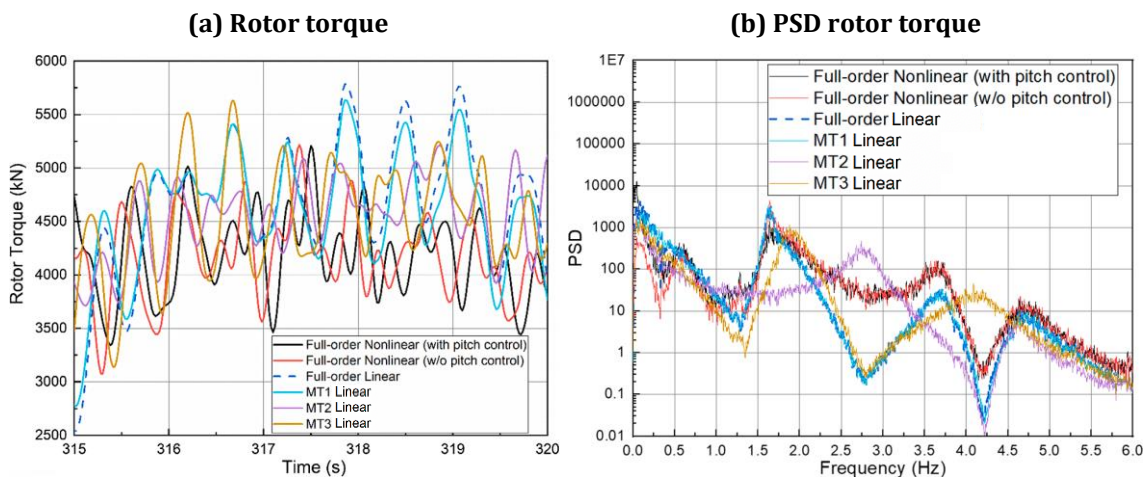 (a) Rotor torque
(b) PSD rotor torque
6000
5500
5000
4500
4000
3500
3000
2500
Rotor Torque (kN)
315
316
317
318
319
320
Time (s)
Full-order Nonlinear (with pitch control)
Full-order Nonlinear (w/o pitch control)
Full-order Linear
MT1 Linear
MT2 Linear
MT3 Linear
1E7
1000000
100000
10000
1000
100
10
1
0.1
0.01
PSD
0.0
0.5
1.0
1.5
2.0
2.5
3.0
3.5
4.0
4.5
5.0
5.5
6.0
Frequency (Hz)
Full-order Nonlinear (with pitch control)
Full-order Nonlinear (w/o pitch control)
Full-order Linear
MT1 Linear
MT2 Linear
MT3 Linear